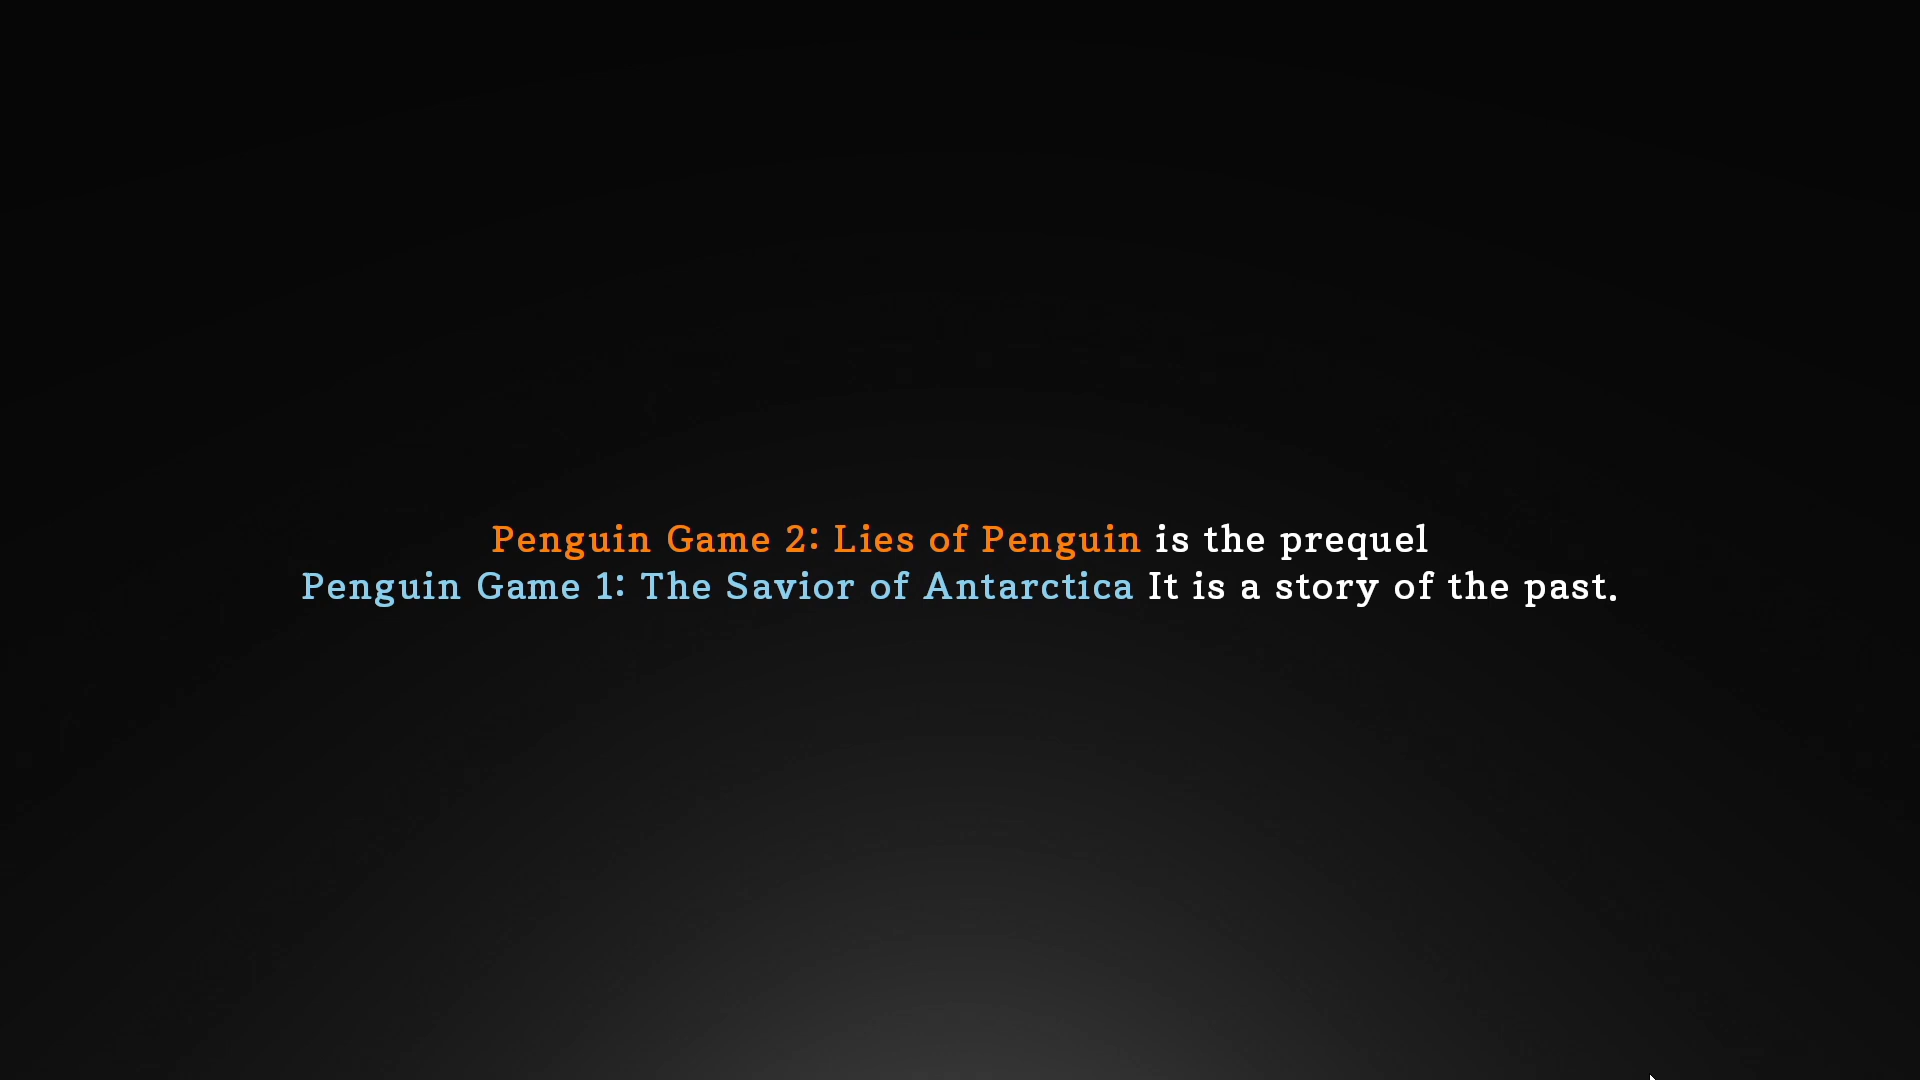 Penguin Game 2: Lies of Penguin is the prequel
Penguin Game 1: The Savior of Antarctica It is a story of the past.